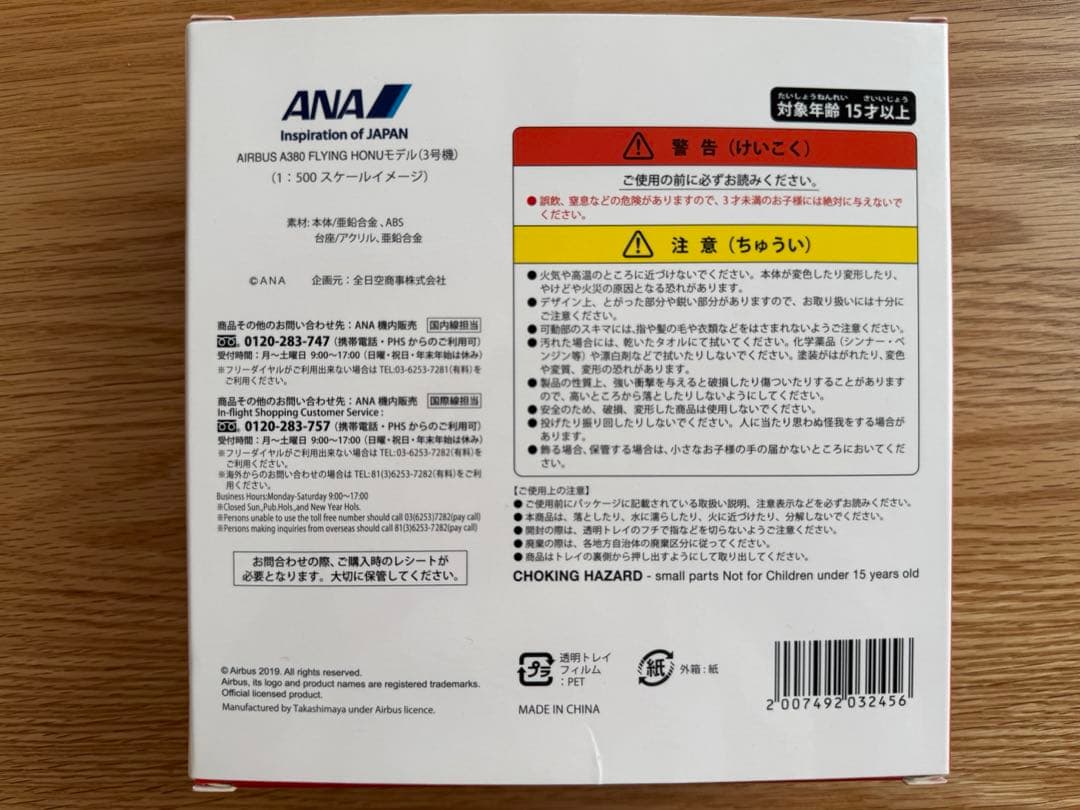 ANA
Inspiration of JAPAN
AIRBUS A380 FLYING HONUモデル(3号機)
(1:500 スケールイメージ)
素材:本体/亜鉛合金、ABS
台座/アクリル、亜鉛合金
©ANA 企画元:全日空商事株式会社
商品その他のお問い合わせ先:ANA 機内販売 国内線担当
0120-283-747 (携帯電話・PHSからのご利用可)
受付時間:月〜土曜日 9:00〜17:00 (日曜・祝日・年末年始は休み)
※フリーダイヤルがご利用出来ない場合は TEL:03-6253-7281(有料)を
ご利用ください。
商品その他のお問い合わせ先:ANA 機内販売 国際線担当
In-flight Shopping Customer Service :
0120-283-757 (携帯電話・PHSからのご利用可)
受付時間:月〜土曜日 9:00〜17:00 (日曜・祝日・年末年始は休み)
※フリーダイヤルがご利用出来ない場合は TEL:03-6253-7282(有料)を
ご利用ください。
※海外からのお問い合わせの場合は TEL:81(3)6253-7282(有料)をご利
用ください。
Business Hours:Monday-Saturday 9:00〜17:00
※Closed Sun.,Pub.Hols.,and New Year Hols.
※Persons unable to use the toll free number should call 03(6253)7282(pay call)
※Persons making inquiries from overseas should call 81(3)6253-7282(pay call)
お問合わせの際、ご購入時のレシートが
必要となります。大切に保管してください。
© Airbus 2019. All rights reserved.
Airbus, its logo and product names are registered trademarks.
Official licensed product.
Manufactured by Takashimaya under Airbus licence.
たいしょうねんれい さいいじょう
対象年齢 15才以上
警告(けいこく)
ご使用の前に必ずお読みください。
●誤飲、窒息などの危険がありますので、3才未満のお子様には絶対に与えないで
ください。
注意(ちゅうい)
●火気や高温のところに近づけないでください。本体が変色したり変形したり、
やけどや火災の原因となる恐れがあります。
●デザイン上、とがった部分や鋭い部分がありますので、お取り扱いには十分に
ご注意ください。
●可動部のスキマには、指や髪の毛や衣類などをはさまれないようご注意ください。
●汚れた場合には、乾いたタオルにて拭いてください。化学薬品(シンナー・ベ
ンジン等)や漂白剤などで拭いたりしないでください。塗装がはがれたり、変色
や変質、変形の恐れがあります。
●製品の性質上、強い衝撃を与えると破損したり傷ついたりすることがあります
ので、高いところから落としたりしないようにしてください。
●安全のため、破損、変形した商品は使用しないでください。
●投げたり振り回したりしないでください。人に当たり思わぬ怪我をする場合が
あります。
●飾る場合、保管する場合は、小さなお子様の手の届かないところにおいてくだ
さい。
【ご使用上の注意】
●ご使用前にパッケージに記載されている取扱い説明、注意表示などを必ずお読みください。
●本商品は、落としたり、水に濡らしたり、火に近づけたり、分解しないでください。
●開封の際は、透明トレイのフチで指などを切らないようご注意ください。
●廃棄の際は、各地方自治体の廃棄区分に従ってください。
●商品はトレイの裏側から押し出すようにして取り出してください。
CHOKING HAZARD - small parts Not for Children under 15 years old
プラ 透明トレイ
フィルム
:PET
紙 外箱:紙
MADE IN CHINA
2 007492 032456